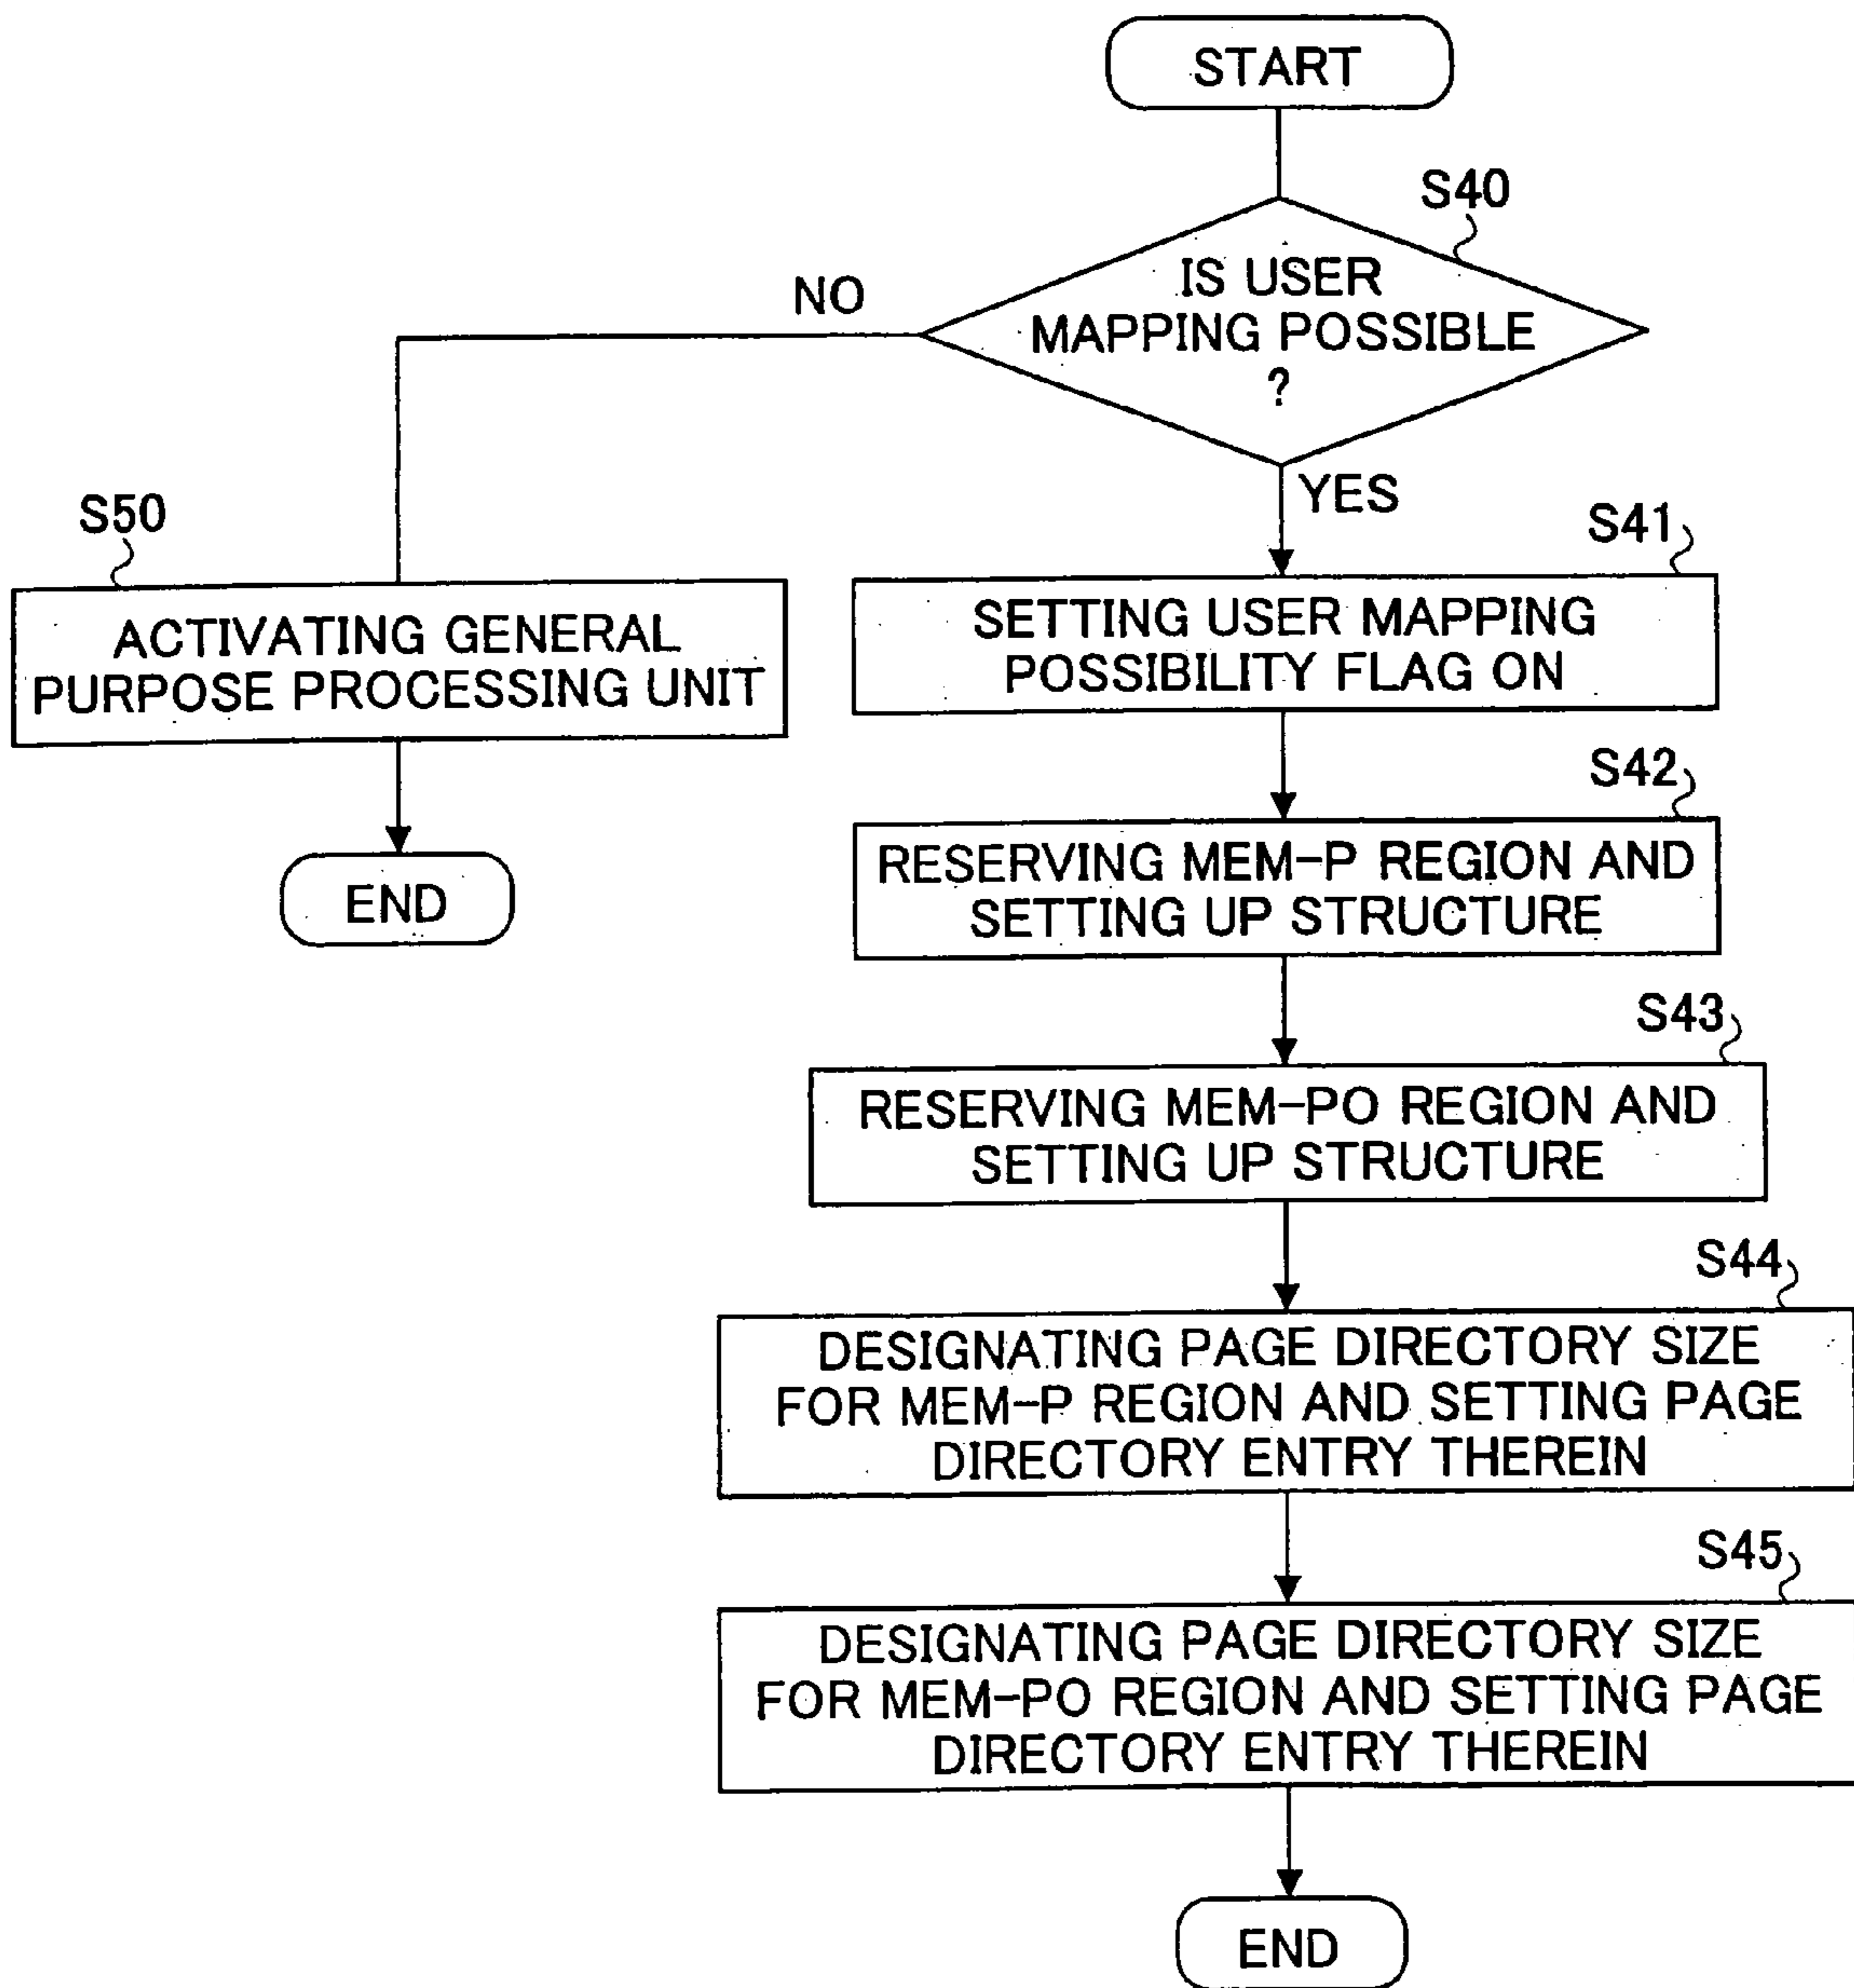 START
S40
IS USER
MAPPING POSSIBLE
?
NO
YES
S50
ACTIVATING GENERAL
PURPOSE PROCESSING UNIT
END
S41
SETTING USER MAPPING
POSSIBILITY FLAG ON
S42
RESERVING MEM-P REGION AND
SETTING UP STRUCTURE
S43
RESERVING MEM-PO REGION AND
SETTING UP STRUCTURE
S44
DESIGNATING PAGE DIRECTORY SIZE
FOR MEM-P REGION AND SETTING PAGE
DIRECTORY ENTRY THEREIN
S45
DESIGNATING PAGE DIRECTORY SIZE
FOR MEM-PO REGION AND SETTING PAGE
DIRECTORY ENTRY THEREIN
END